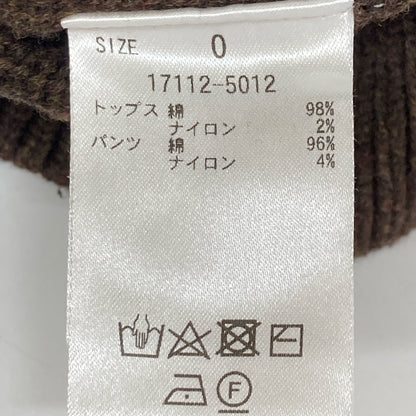 SIZE 0
17112-5012
トップス 綿 98%
ナイロン 2%
パンツ 綿 96%
ナイロン 4%
F